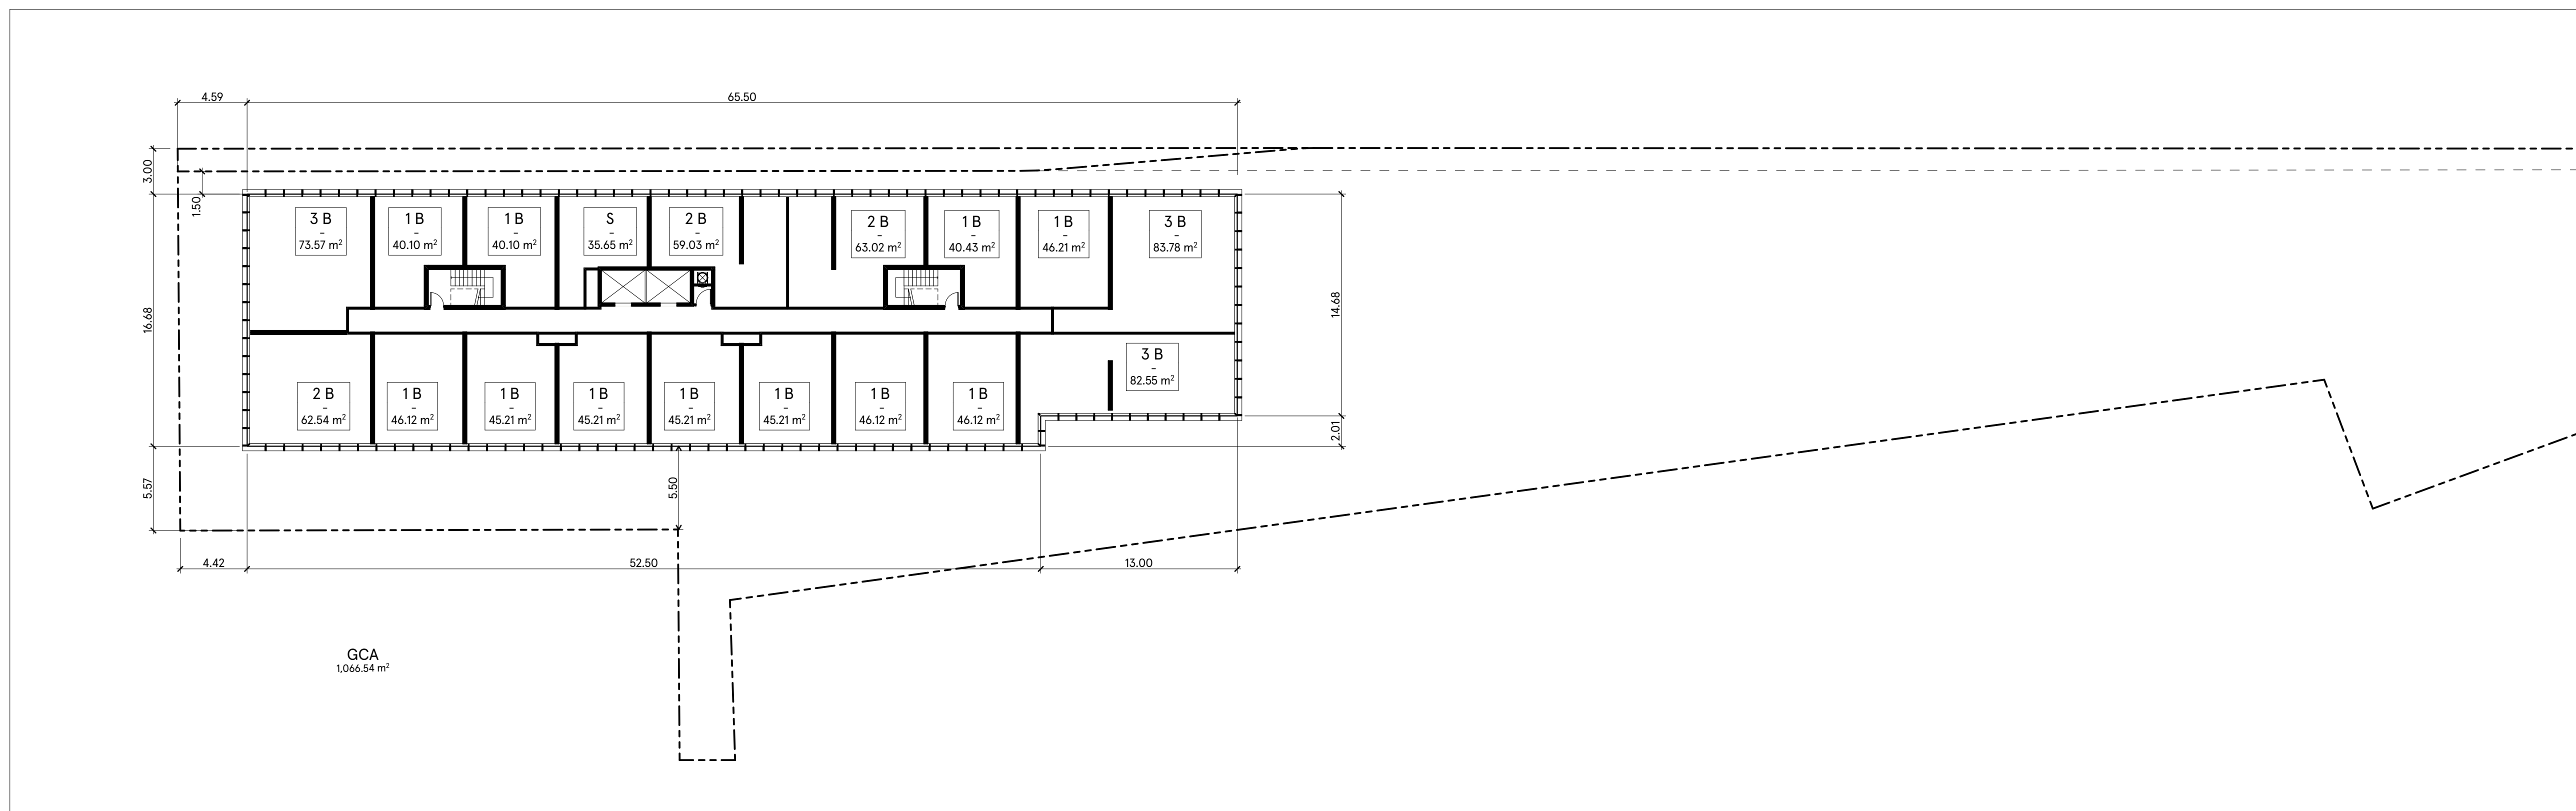 4.59
65.50
3.00
1.50
3 B
–
73.57 m²
1 B
–
40.10 m²
1 B
–
40.10 m²
S
–
35.65 m²
2 B
–
59.03 m²
2 B
–
63.02 m²
1 B
–
40.43 m²
1 B
–
46.21 m²
3 B
–
83.78 m²
16.68
14.68
2 B
–
62.54 m²
1 B
–
46.12 m²
1 B
–
45.21 m²
1 B
–
45.21 m²
1 B
–
45.21 m²
1 B
–
45.21 m²
1 B
–
46.12 m²
1 B
–
46.12 m²
3 B
–
82.55 m²
2.01
5.57
5.50
4.42
52.50
13.00
GCA
1,066.54 m²